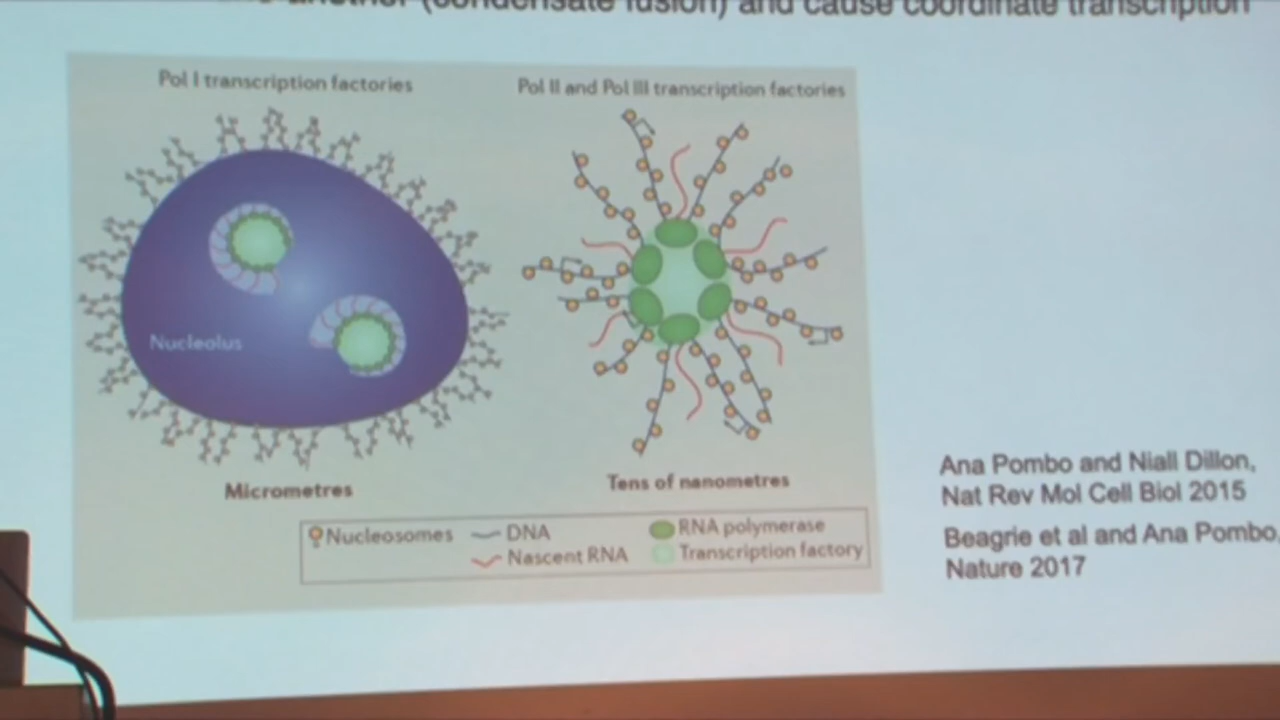 another (condensate fusion) and cause coordinate transcription
Pol I transcription factories
Pol II and Pol III transcription factories
Nucleolus
Micrometres
Tens of nanometres
Nucleosomes
DNA
Nascent RNA
RNA polymerase
Transcription factory
Ana Pombo and Niall Dillon,
Nat Rev Mol Cell Biol 2015
Beagrie et al and Ana Pombo,
Nature 2017